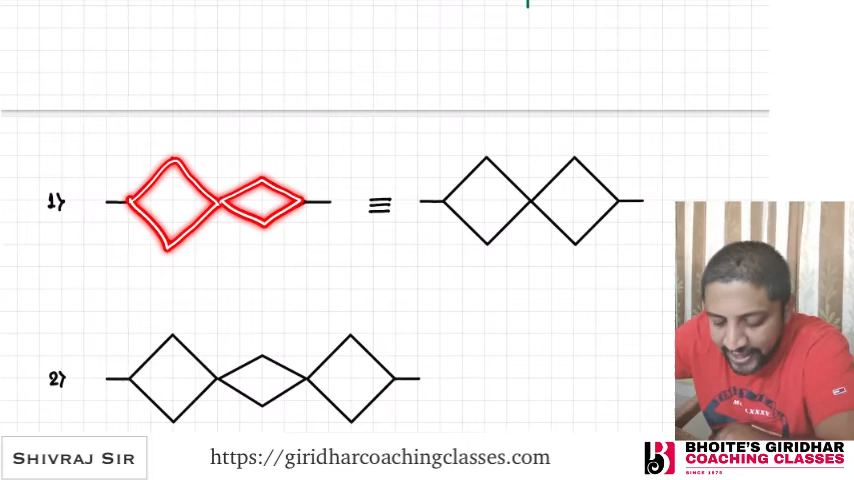 1)
≡
2)
SHIVRAJ SIR
https://giridharcoachingclasses.com
BHOITE'S GIRIDHAR
COACHING CLASSES
SINCE 1975